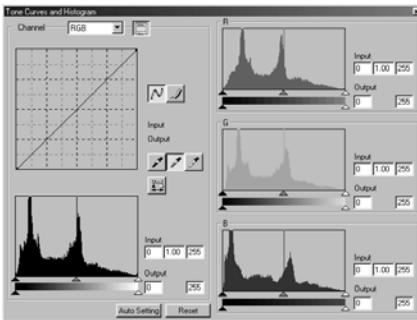 Tone Curves and Histogram
Channel
RGB
Input
Output
Input
0 1.00 255
Output
0 255
Auto Setting
Reset
R
Input
0 1.00 255
Output
0 255
G
Input
0 1.00 255
Output
0 255
B
Input
0 1.00 255
Output
0 255